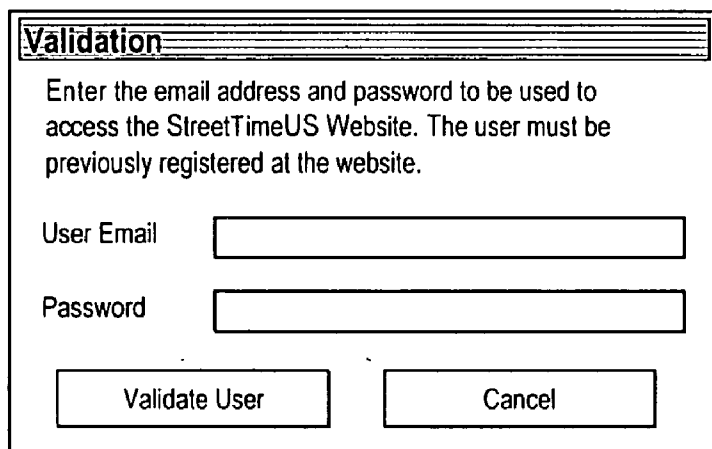 Validation
Enter the email address and password to be used to
access the StreetTimeUS Website. The user must be
previously registered at the website.
User Email
Password
Validate User Cancel